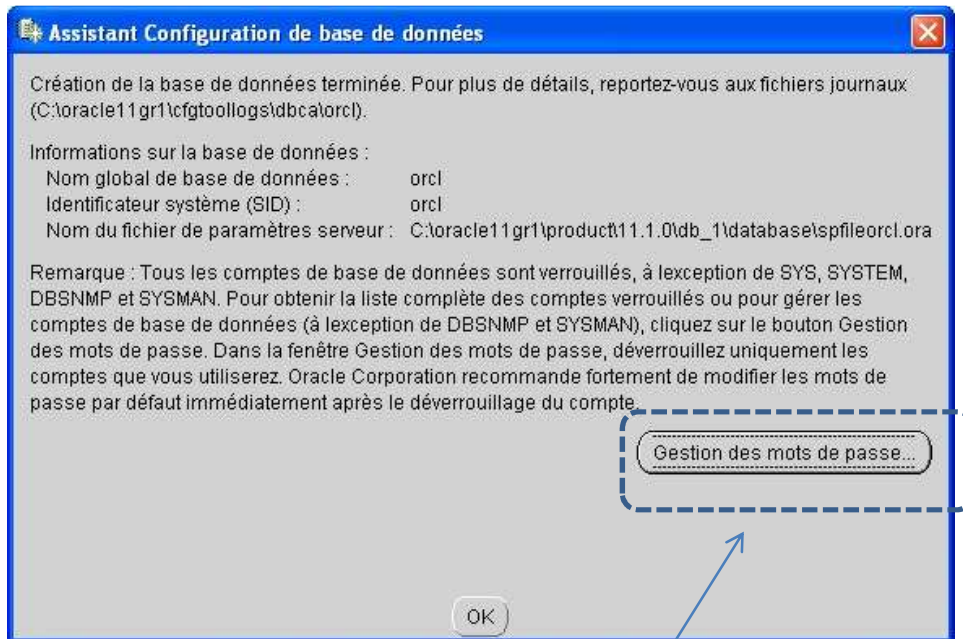 Assistant Configuration de base de données
Création de la base de données terminée. Pour plus de détails, reportez-vous aux fichiers journaux
(C:\oracle11gr1\cfgtoollogs\dbca\orcl).
Informations sur la base de données :
Nom global de base de données : orcl
Identificateur système (SID) : orcl
Nom du fichier de paramètres serveur : C:\oracle11gr1\product\11.1.0\db_1\database\spfileorcl.ora
Remarque : Tous les comptes de base de données sont verrouillés, à lexception de SYS, SYSTEM,
DBSNMP et SYSMAN. Pour obtenir la liste complète des comptes verrouillés ou pour gérer les
comptes de base de données (à lexception de DBSNMP et SYSMAN), cliquez sur le bouton Gestion
des mots de passe. Dans la fenêtre Gestion des mots de passe, déverrouillez uniquement les
comptes que vous utiliserez. Oracle Corporation recommande fortement de modifier les mots de
passe par défaut immédiatement après le déverrouillage du compte.
Gestion des mots de passe...
OK